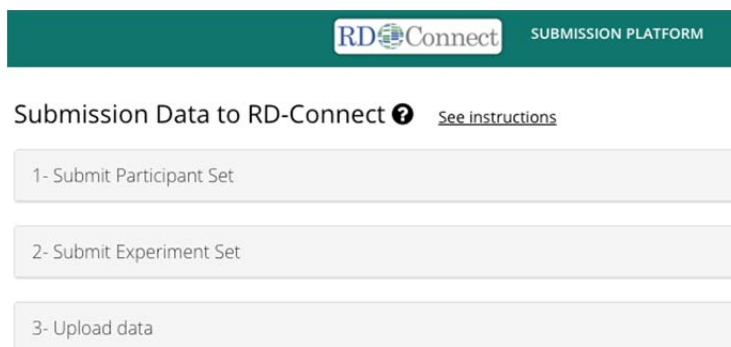 RD Connect SUBMISSION PLATFORM
Submission Data to RD-Connect ? See instructions
1- Submit Participant Set
2- Submit Experiment Set
3- Upload data